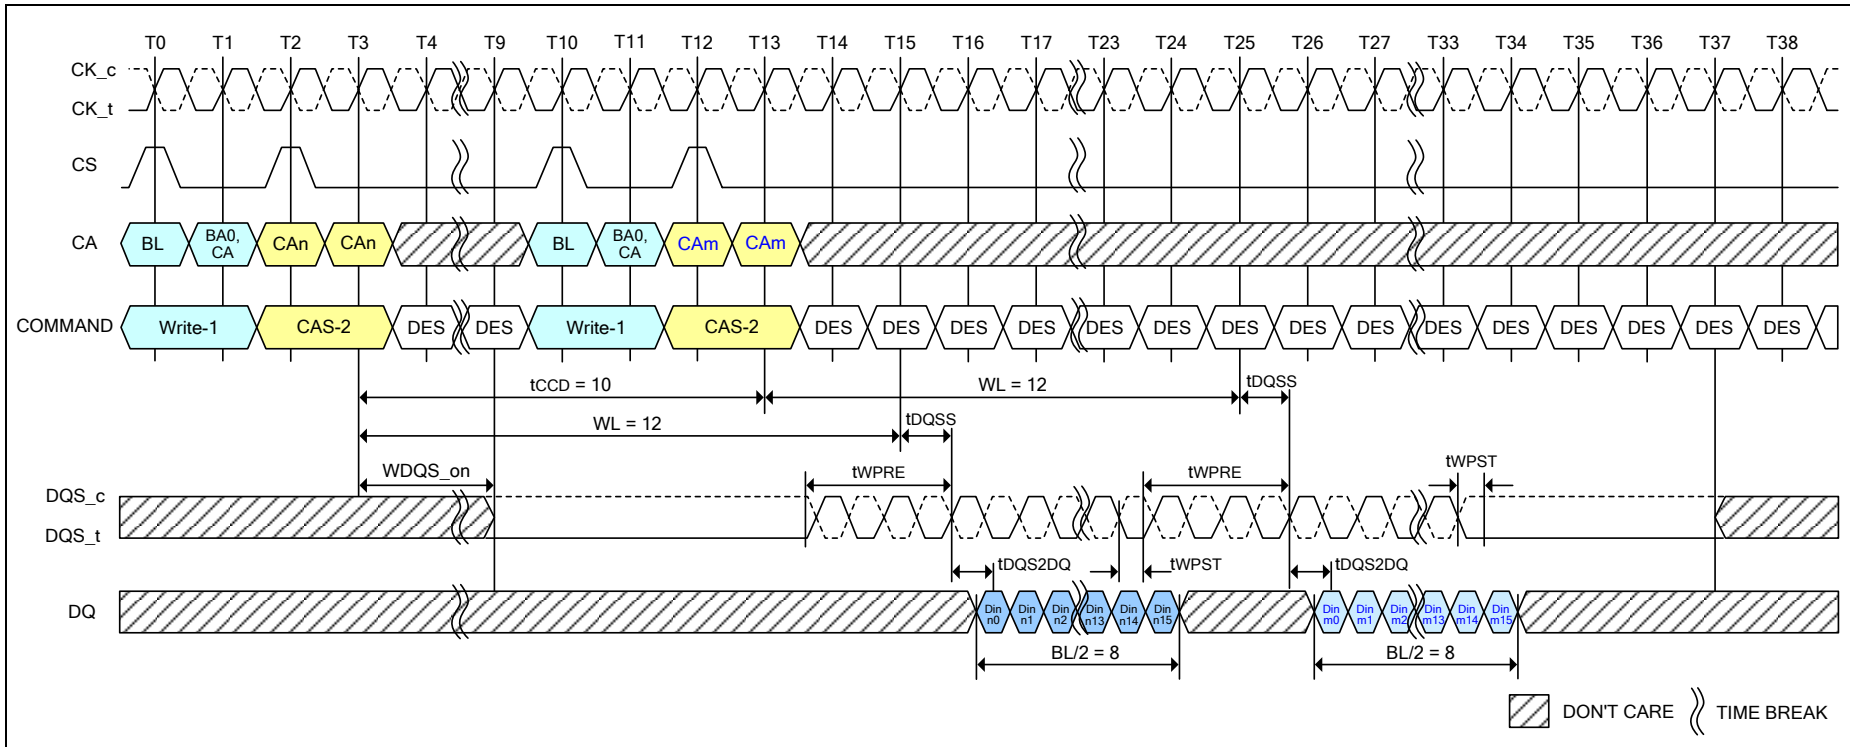 T0 T1 T2 T3 T4 T9 T10 T11 T12 T13 T14 T15 T16 T17 T23 T24 T25 T26 T27 T33 T34 T35 T36 T37 T38
CK_c
CK_t
CS
CA BL BA0, CA CAn CAn BL BA0, CA CAm CAm
COMMAND Write-1 CAS-2 DES DES Write-1 CAS-2 DES DES DES DES DES DES DES DES DES DES DES DES DES DES DES
tCCD = 10 WL = 12 tDQSS
WL = 12 tDQSS
WDQS_on tWPRE tWPRE tWPST
DQS_c
DQS_t
tDQS2DQ tWPST tDQS2DQ
DQ Din n0 Din n1 Din n2 Din n13 Din n14 Din n15 Din m0 Din m1 Din m2 Din m13 Din m14 Din m15
BL/2 = 8 BL/2 = 8
DON'T CARE TIME BREAK